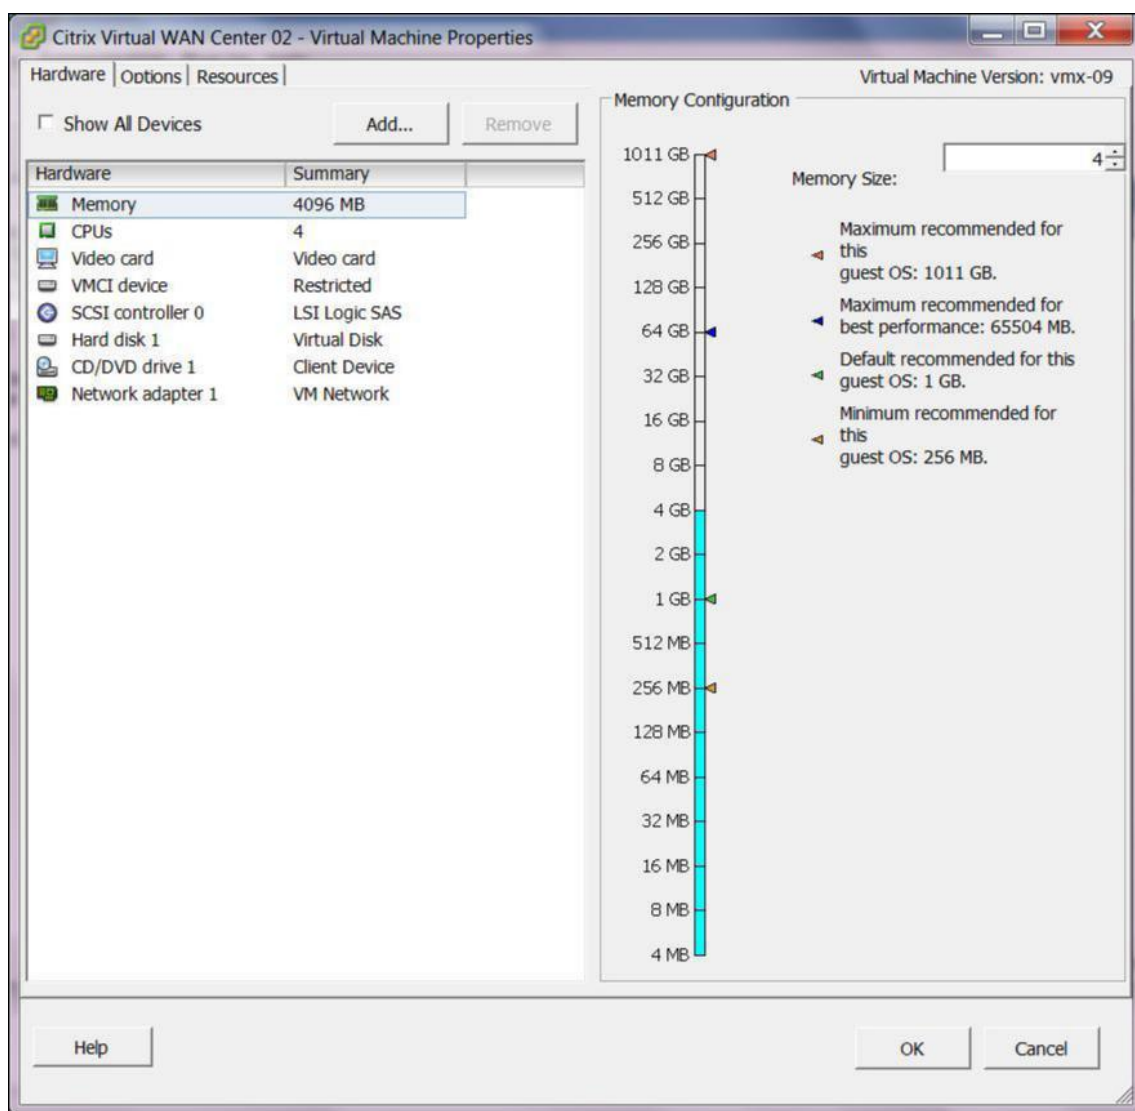 Citrix Virtual WAN Center 02 - Virtual Machine Properties
Hardware Options Resources
Virtual Machine Version: vmx-09
Show All Devices
Add...
Remove
Hardware Summary
Memory 4096 MB
CPUs 4
Video card Video card
VMCI device Restricted
SCSI controller 0 LSI Logic SAS
Hard disk 1 Virtual Disk
CD/DVD drive 1 Client Device
Network adapter 1 VM Network
Memory Configuration
1011 GB
512 GB
256 GB
128 GB
64 GB
32 GB
16 GB
8 GB
4 GB
2 GB
1 GB
512 MB
256 MB
128 MB
64 MB
32 MB
16 MB
8 MB
4 MB
Memory Size:
4
Maximum recommended for
this
guest OS: 1011 GB.
Maximum recommended for
best performance: 65504 MB.
Default recommended for this
guest OS: 1 GB.
Minimum recommended for
this
guest OS: 256 MB.
Help
OK
Cancel